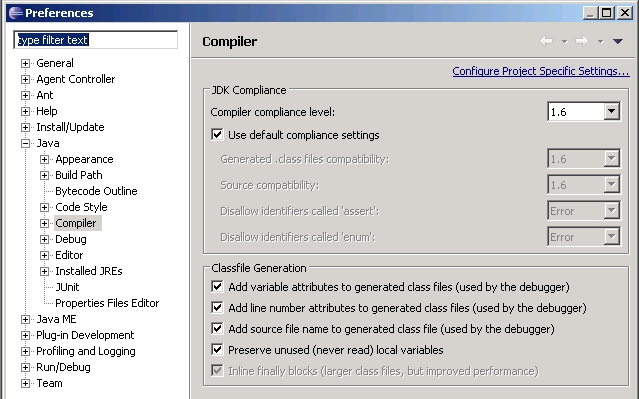 Preferences
type filter text
General
Agent Controller
Ant
Help
Install/Update
Java
Appearance
Build Path
Bytecode Outline
Code Style
Compiler
Debug
Editor
Installed JREs
JUnit
Properties Files Editor
Java ME
Plug-in Development
Profiling and Logging
Run/Debug
Team
Compiler
Configure Project Specific Settings...
JDK Compliance
Compiler compliance level: 1.6
Use default compliance settings
Generated .class files compatibility: 1.6
Source compatibility: 1.6
Disallow identifiers called 'assert': Error
Disallow identifiers called 'enum': Error
Classfile Generation
Add variable attributes to generated class files (used by the debugger)
Add line number attributes to generated class files (used by the debugger)
Add source file name to generated class file (used by the debugger)
Preserve unused (never read) local variables
Inline finally blocks (larger class files, but improved performance)